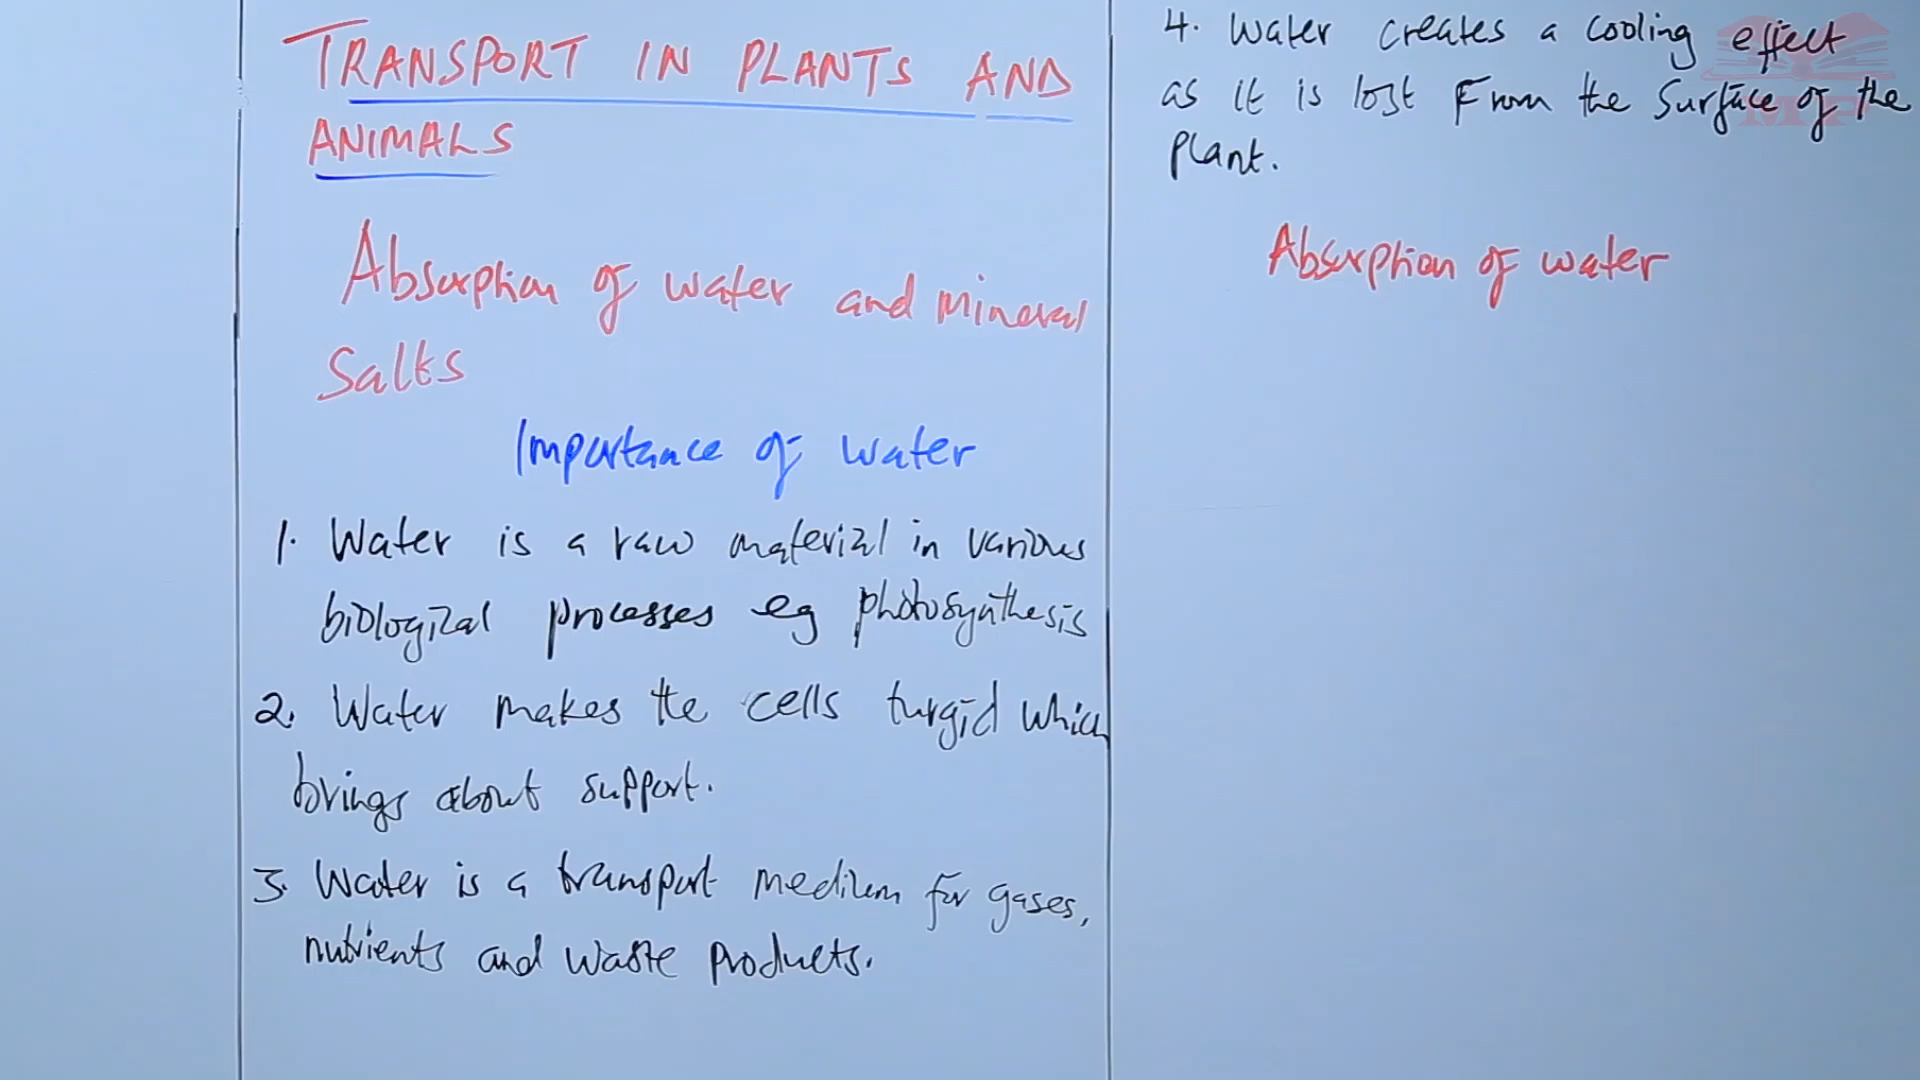 TRANSPORT IN PLANTS AND
ANIMALS
Absorption of water and mineral
Salts
Importance of water
1. Water is a raw material in various
biological processes eg photosynthesis
2. Water makes the cells turgid which
brings about support.
3. Water is a transport medium for gases,
nutrients and waste products.
4. Water creates a cooling effect
as it is lost From the Surface of the
plant.
Absorption of water